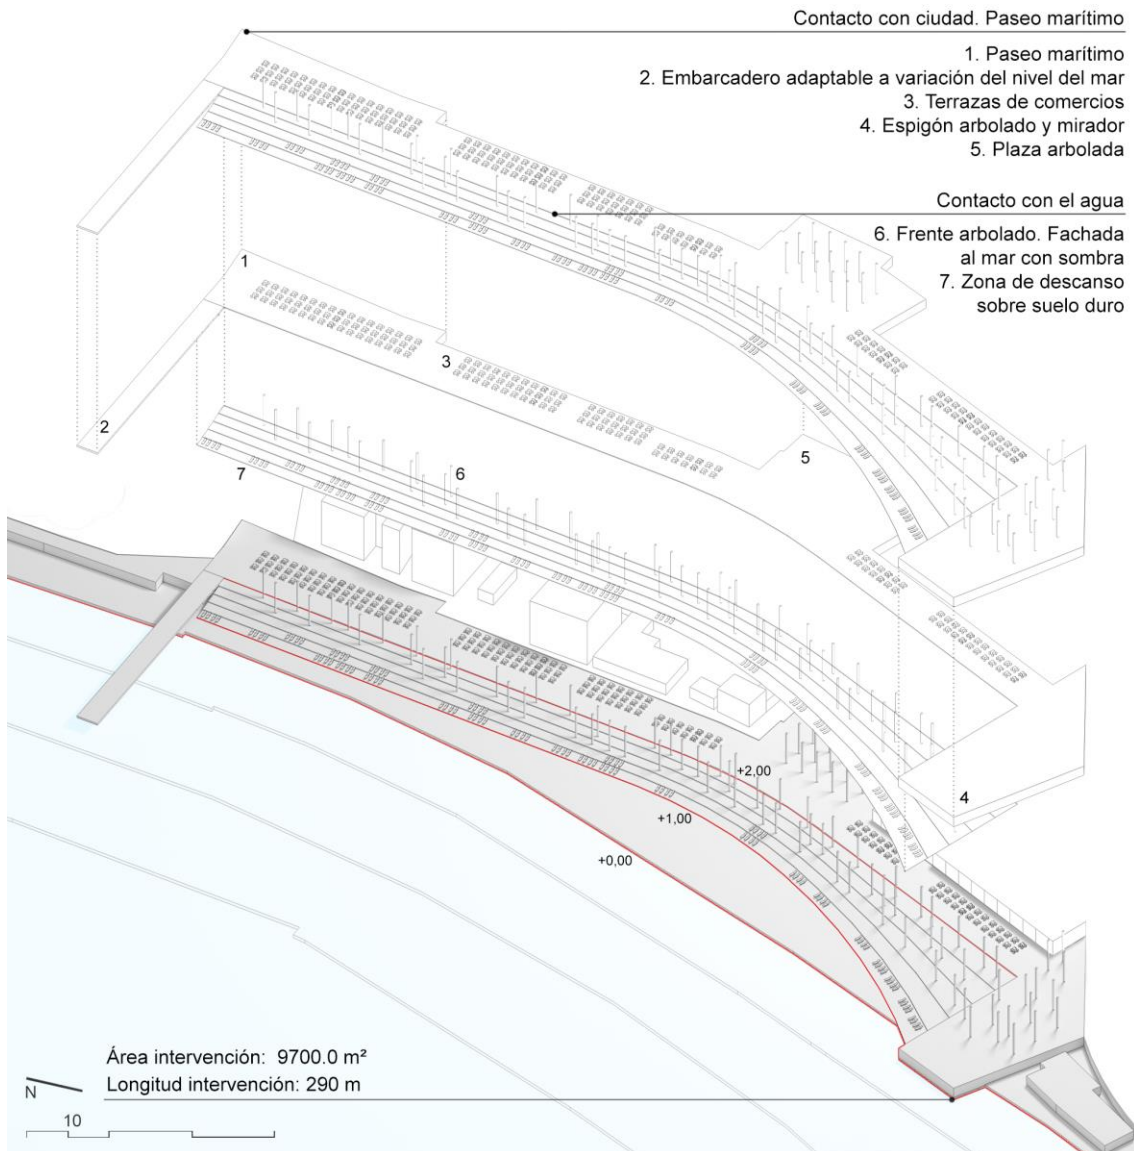 Contacto con ciudad. Paseo marítimo
1. Paseo marítimo
2. Embarcadero adaptable a variación del nivel del mar
3. Terrazas de comercios
4. Espigón arbolado y mirador
5. Plaza arbolada
Contacto con el agua
6. Frente arbolado. Fachada
al mar con sombra
7. Zona de descanso
sobre suelo duro
1
3
2
5
6
7
4
+2,00
+1,00
+0,00
Área intervención: 9700.0 m²
Longitud intervención: 290 m
N
10